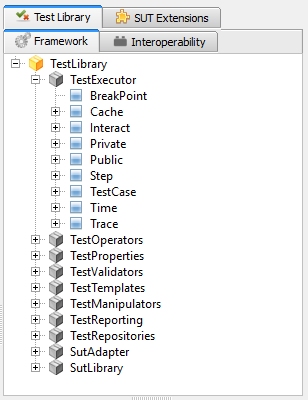 Test Library
SUT Extensions
Framework
Interoperability
TestLibrary
TestExecutor
BreakPoint
Cache
Interact
Private
Public
Step
TestCase
Time
Trace
TestOperators
TestProperties
TestValidators
TestTemplates
TestManipulators
TestReporting
TestRepositories
SutAdapter
SutLibrary